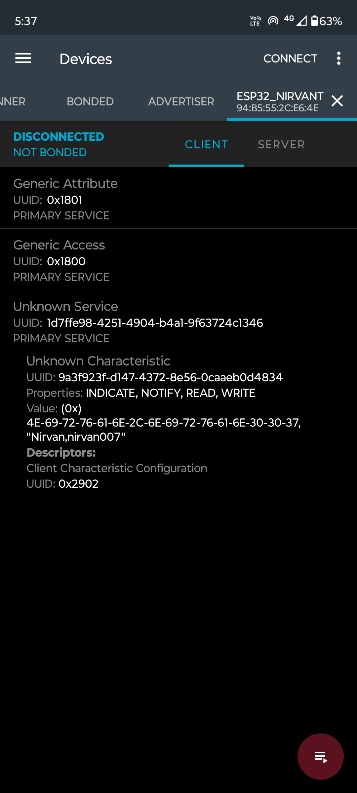 5:37
Vo))
LTE
4G
63%
Devices
CONNECT
NNER
BONDED
ADVERTISER
ESP32_NIRVANT
94:B5:55:2C:E6:4E
DISCONNECTED
NOT BONDED
CLIENT
SERVER
Generic Attribute
UUID: 0x1801
PRIMARY SERVICE
Generic Access
UUID: 0x1800
PRIMARY SERVICE
Unknown Service
UUID: 1d7ffe98-4251-4904-b4a1-9f63724c1346
PRIMARY SERVICE
Unknown Characteristic
UUID: 9a3f923f-d147-4372-8e56-0caaeb0d4834
Properties: INDICATE, NOTIFY, READ, WRITE
Value: (0x)
4E-69-72-76-61-6E-2C-6E-69-72-76-61-6E-30-30-37,
"Nirvan,nirvan007"
Descriptors:
Client Characteristic Configuration
UUID: 0x2902